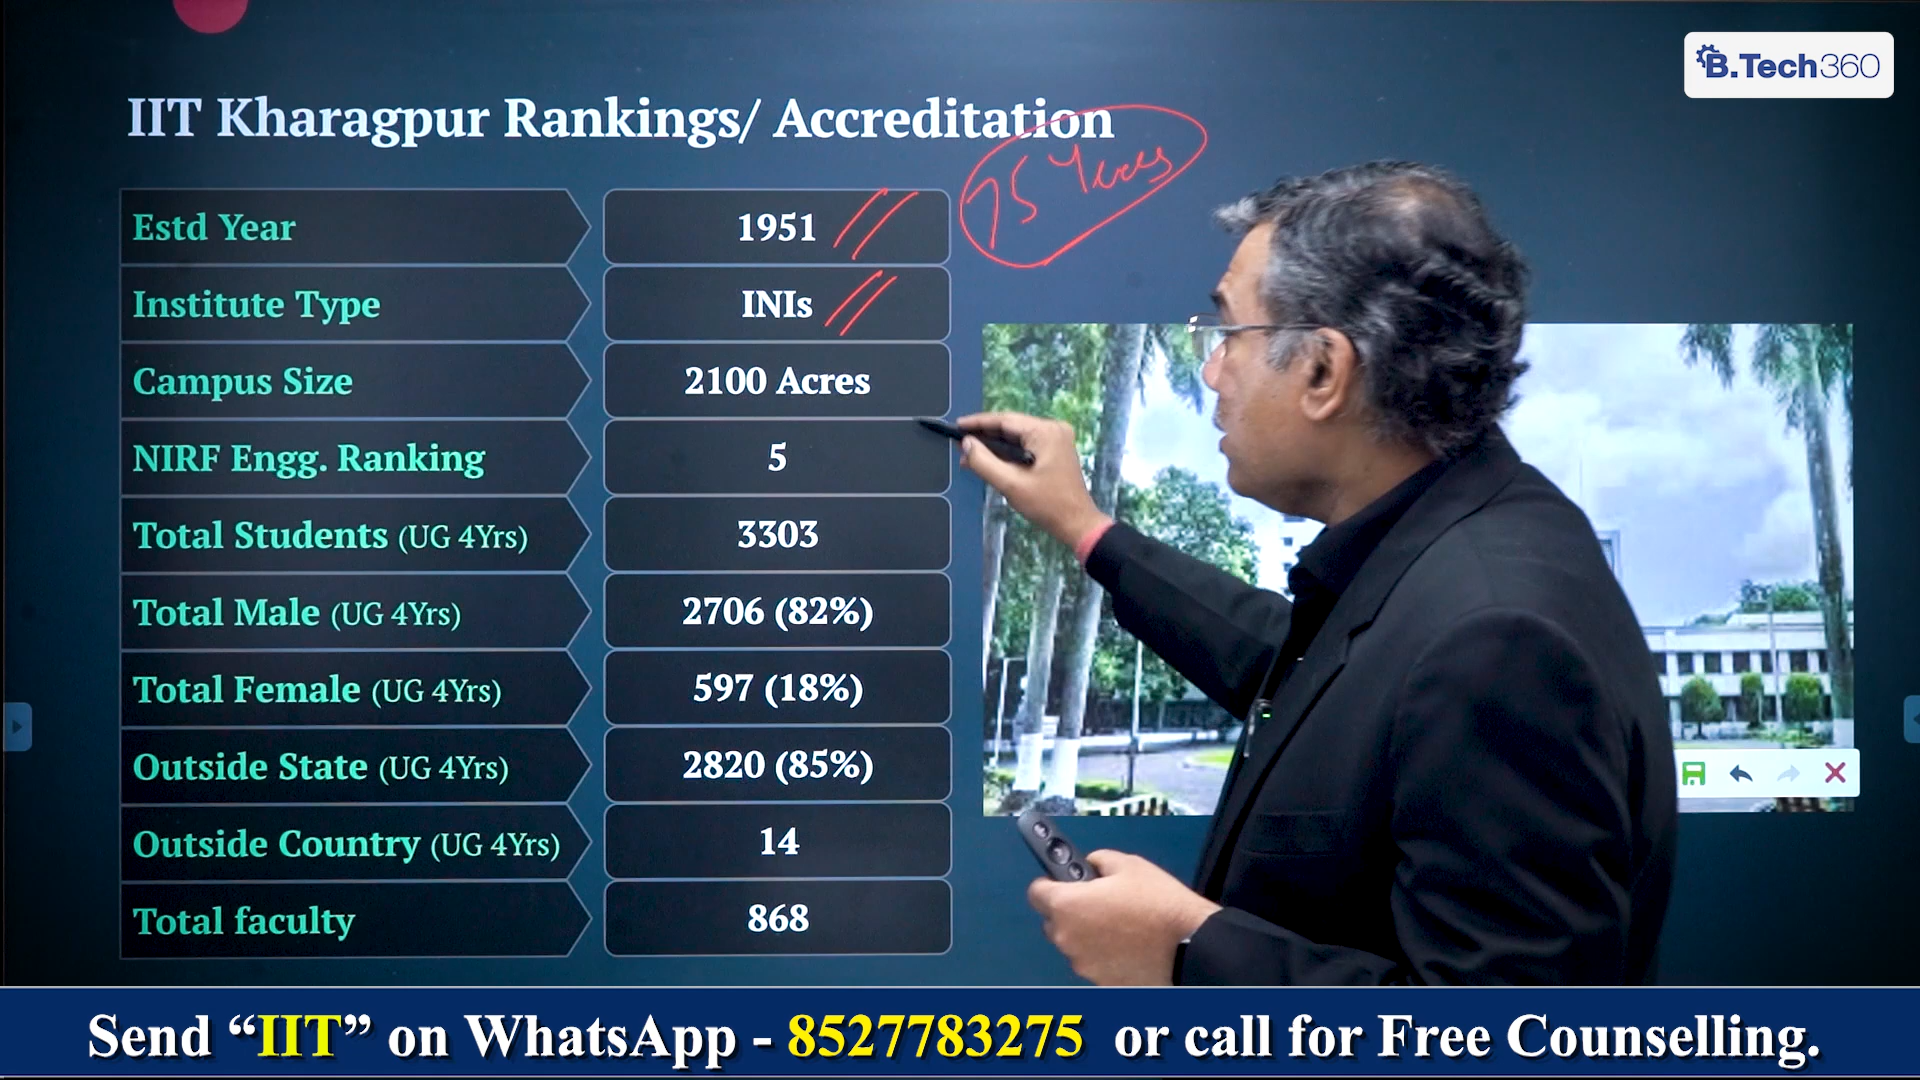 B.Tech360
IIT Kharagpur Rankings/ Accreditation
75 Years
Estd Year 1951
Institute Type INIs
Campus Size 2100 Acres
NIRF Engg. Ranking 5
Total Students (UG 4Yrs) 3303
Total Male (UG 4Yrs) 2706 (82%)
Total Female (UG 4Yrs) 597 (18%)
Outside State (UG 4Yrs) 2820 (85%)
Outside Country (UG 4Yrs) 14
Total faculty 868
Send “IIT” on WhatsApp - 8527783275 or call for Free Counselling.